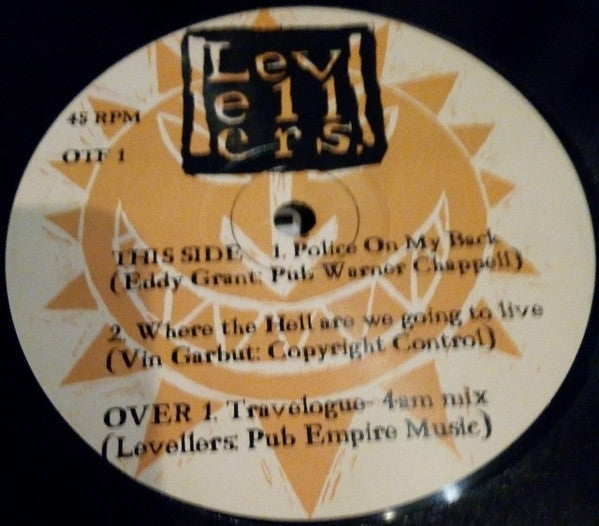 Lev
ell
ers.
45 RPM
OTF 1
THIS SIDE 1. Police On My Back
(Eddy Grant: Pub Warner Chappell)
2. Where the Hell are we going to live
(Vin Garbut: Copyright Control)
OVER 1. Travelogue- 4am mix
(Levellers: Pub Empire Music)